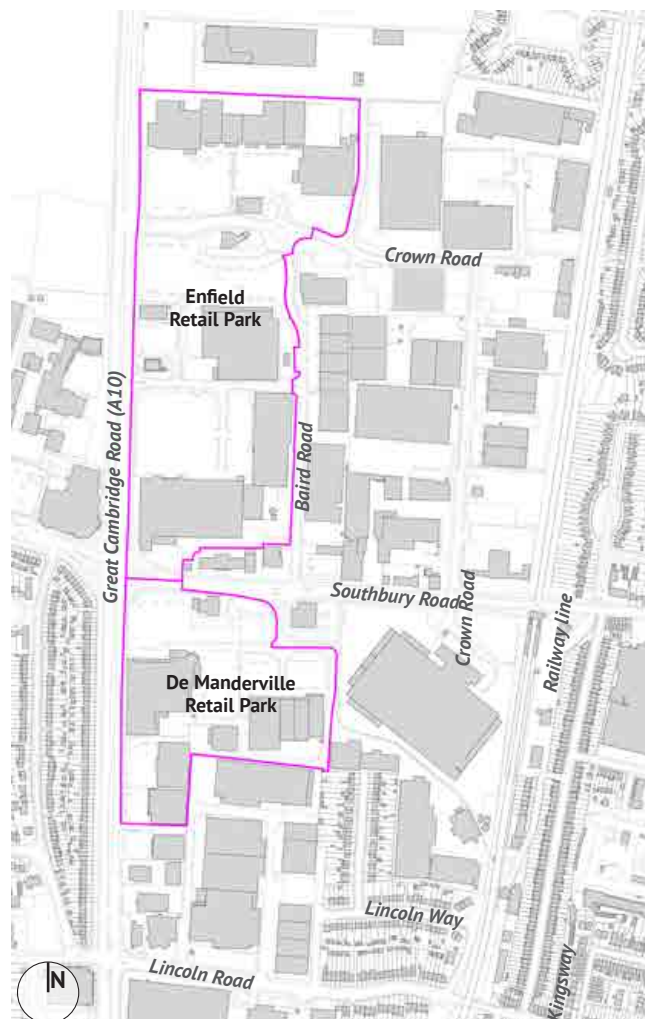 Crown Road
Enfield
Retail Park
Great Cambridge Road (A10)
Baird Road
Southbury Road
Crown Road
Railway line
De Manderville
Retail Park
Lincoln Way
Lincoln Road
Kingsway
N